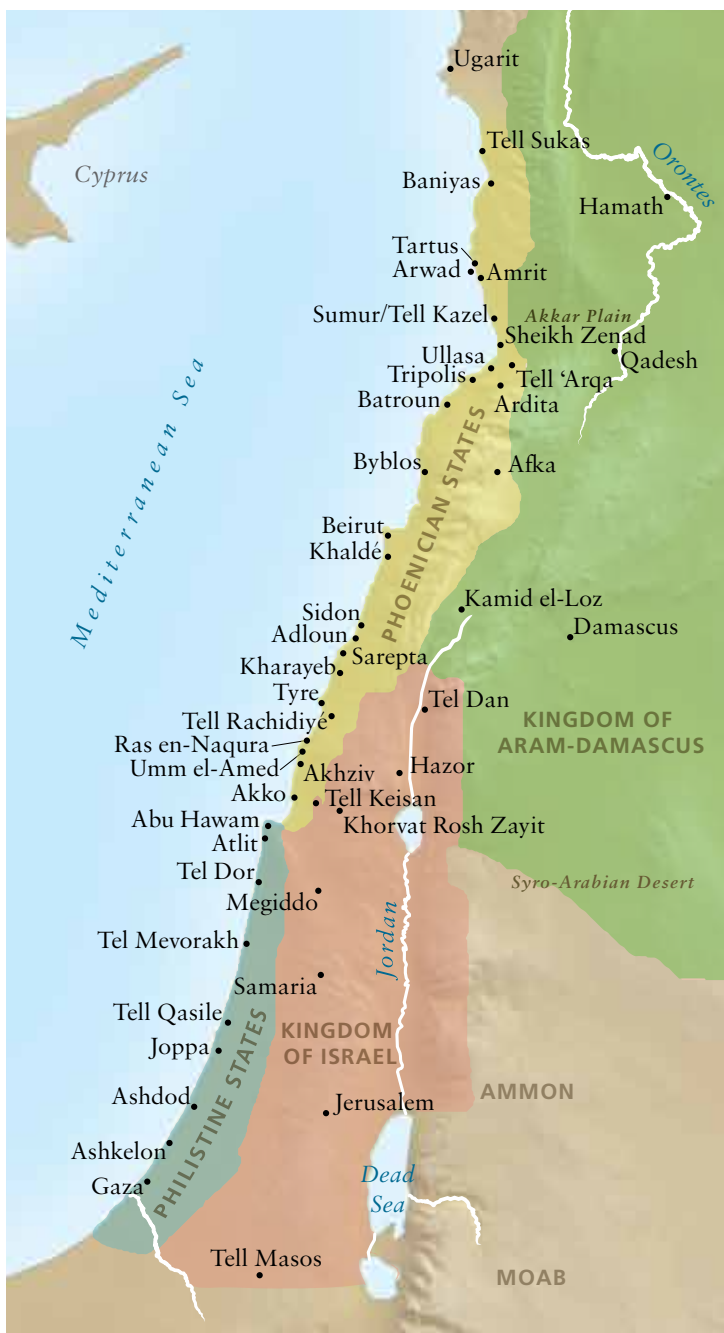 Ugarit
Tell Sukas
Orontes
Cyprus
Baniyas
Hamath
Tartus
Arwad
Amrit
Sumur/Tell Kazel
Akkar Plain
Sheikh Zenad
Ullasa
Qadesh
Tripolis
Tell ‘Arqa
Batroun
Ardita
Mediterranean Sea
PHOENICIAN STATES
Byblos
Afka
Beirut
Khaldé
Kamid el-Loz
Sidon
Damascus
Adloun
Sarepta
Kharayeb
Tyre
Tel Dan
Tell Rachidiyé
KINGDOM OF
ARAM-DAMASCUS
Ras en-Naqura
Umm el-Amed
Akhziv
Hazor
Akko
Tell Keisan
Abu Hawam
Khorvat Rosh Zayit
Atlit
Tel Dor
Syro-Arabian Desert
Megiddo
Jordan
Tel Mevorakh
Samaria
Tell Qasile
KINGDOM
OF ISRAEL
Joppa
PHILISTINE STATES
Ashdod
Jerusalem
AMMON
Ashkelon
Gaza
Dead
Sea
Tell Masos
MOAB